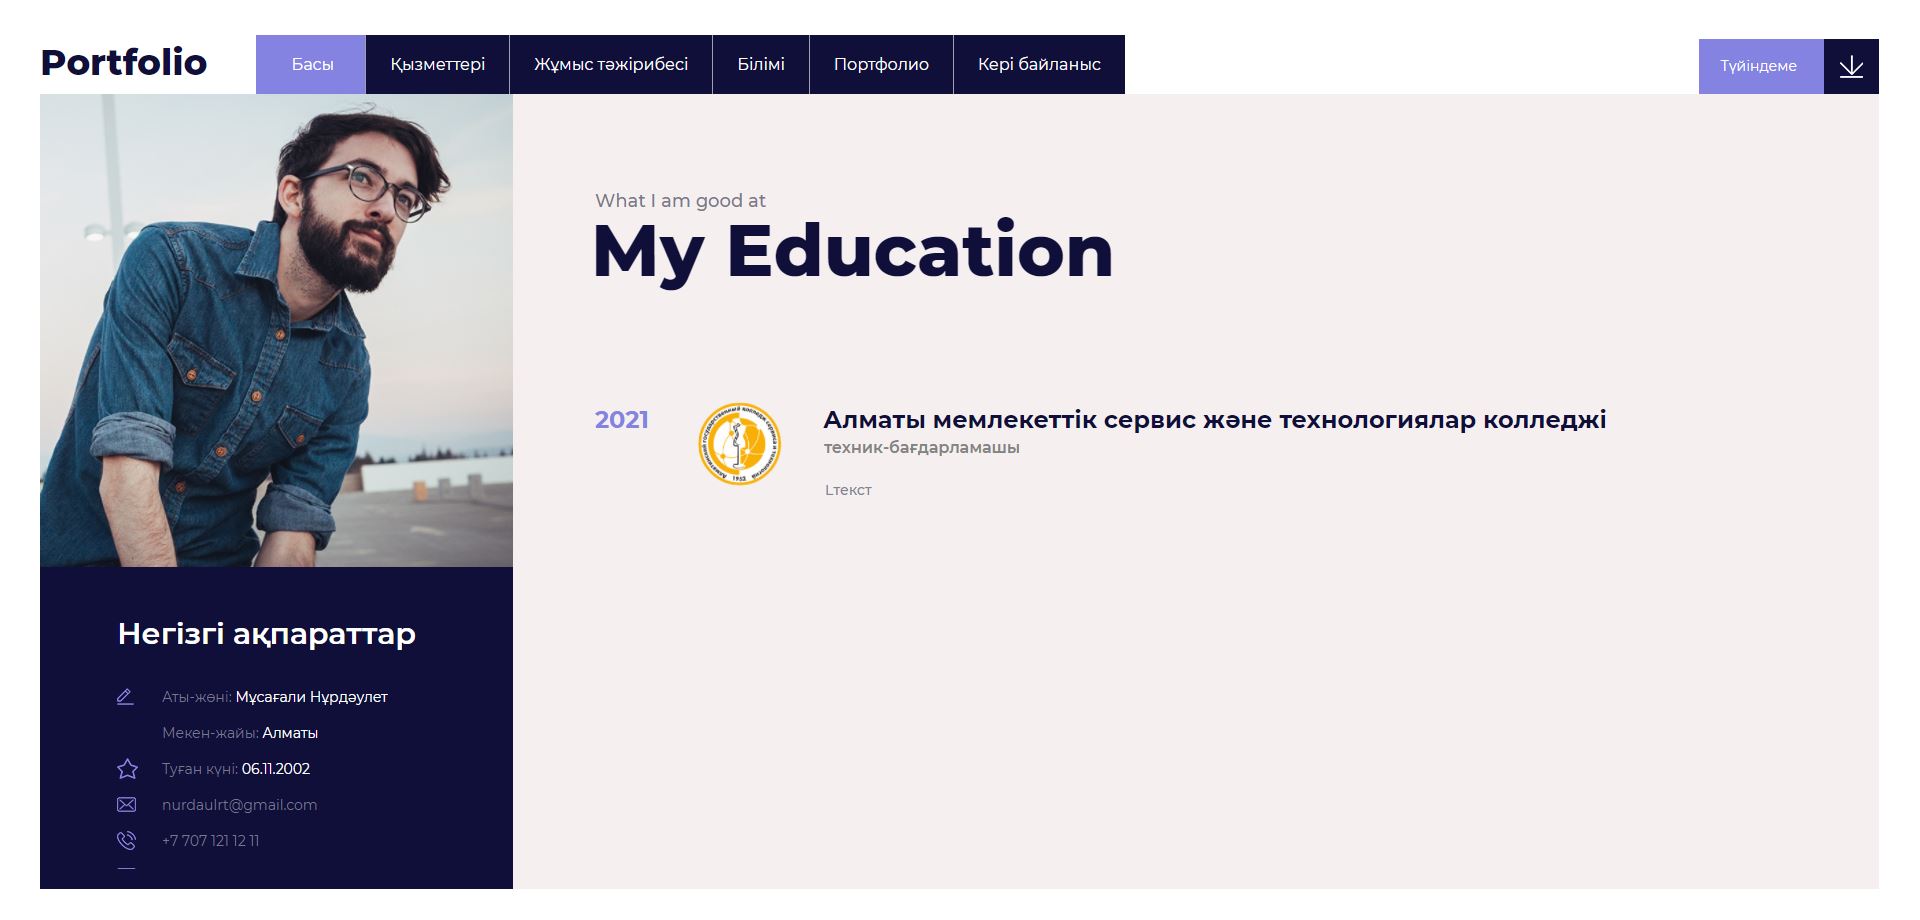 Portfolio
Басы
Қызметтері
Жұмыс тәжірибесі
Білімі
Портфолио
Кері байланыс
Түйіндеме
What I am good at
My Education
2021
Алматы мемлекеттік сервис және технологиялар колледжі
техник-бағдарламашы
Lтекст
Негізгі ақпараттар
Аты-жөні: Мұсағали Нұрдәулет
Мекен-жайы: Алматы
Туған күні: 06.11.2002
nurdaulrt@gmail.com
+7 707 121 12 11